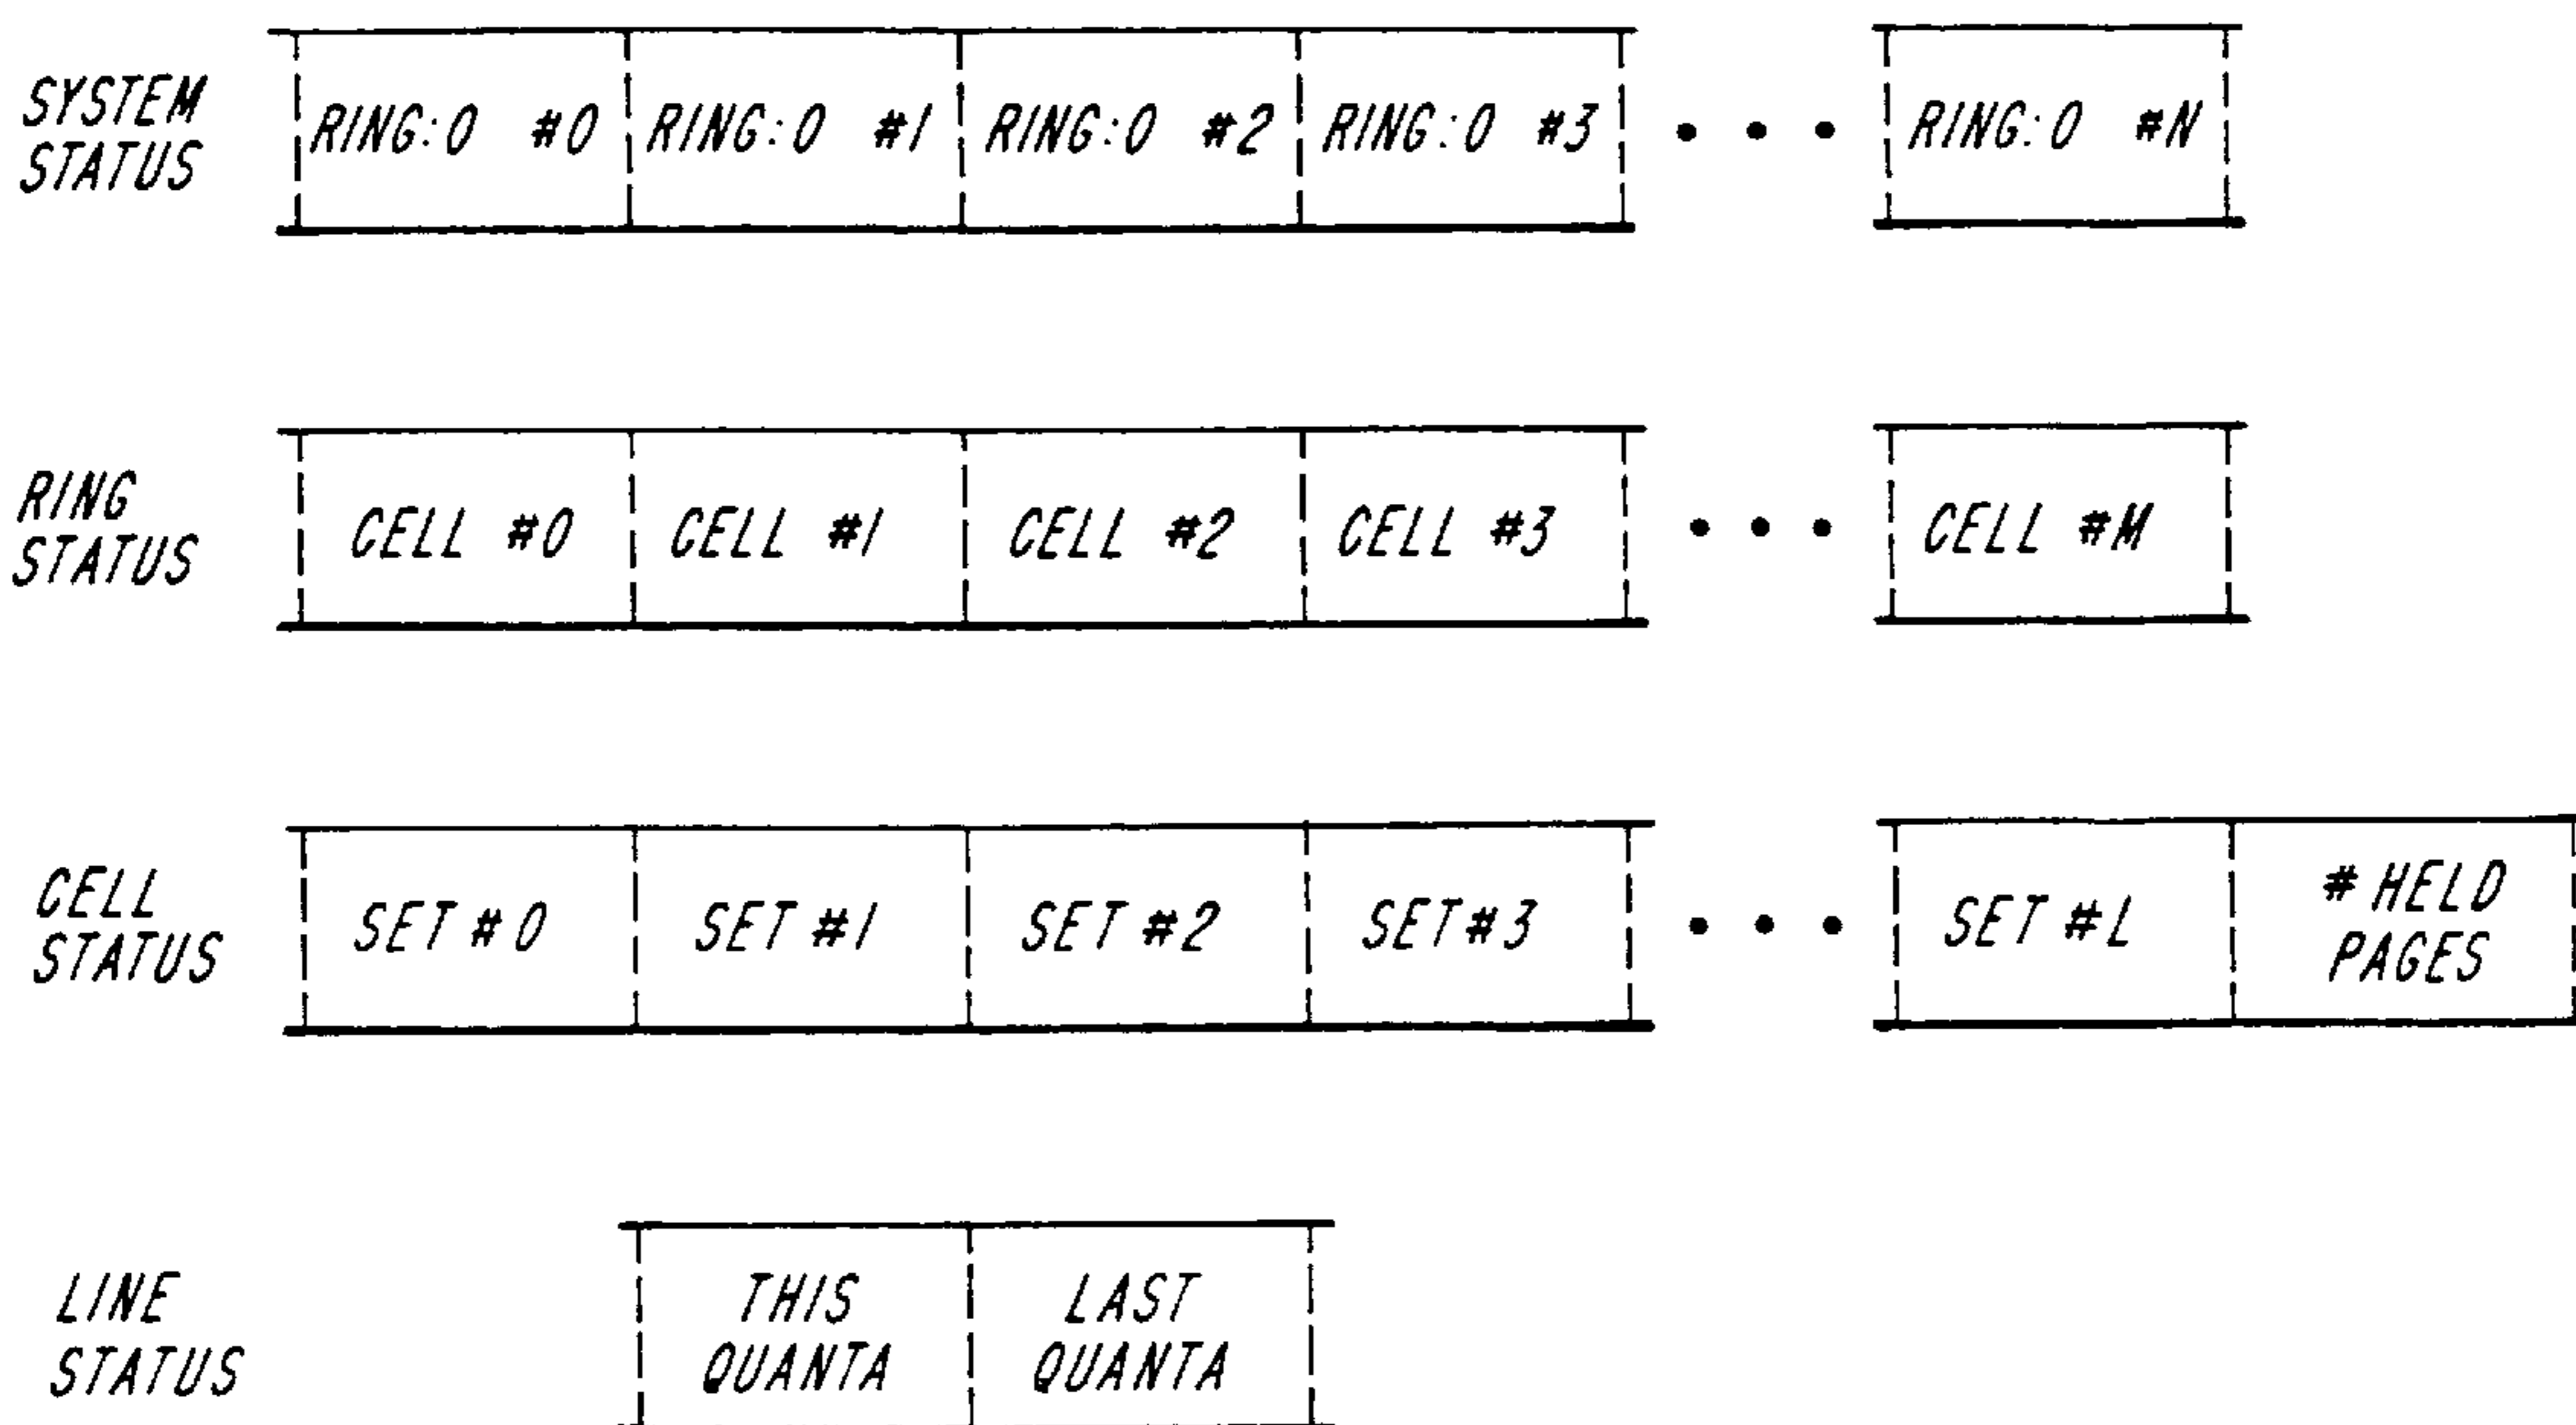 SYSTEM
STATUS
RING:0 #0
RING:0 #1
RING:0 #2
RING:0 #3
• • •
RING:0 #N
RING
STATUS
CELL #0
CELL #1
CELL #2
CELL #3
• • •
CELL #M
CELL
STATUS
SET #0
SET #1
SET #2
SET #3
• • •
SET #L
# HELD
PAGES
LINE
STATUS
THIS
QUANTA
LAST
QUANTA